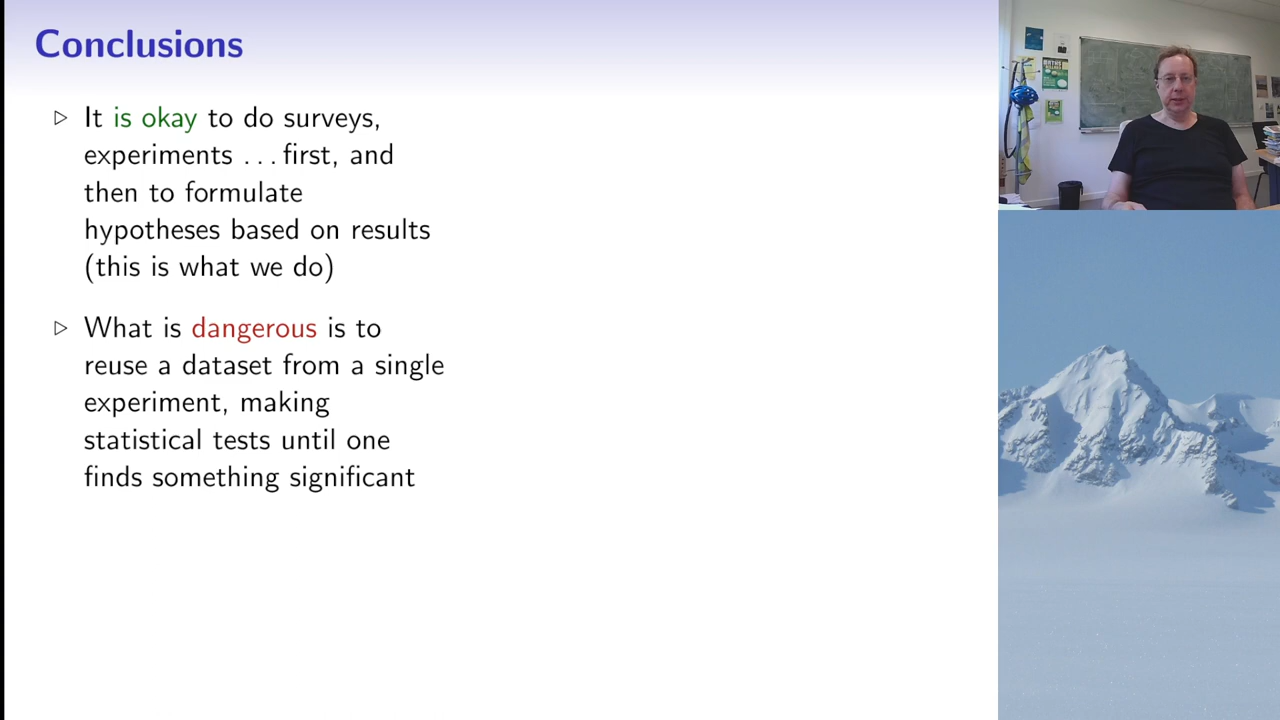 Conclusions
▷ It is okay to do surveys,
experiments ... first, and
then to formulate
hypotheses based on results
(this is what we do)
▷ What is dangerous is to
reuse a dataset from a single
experiment, making
statistical tests until one
finds something significant